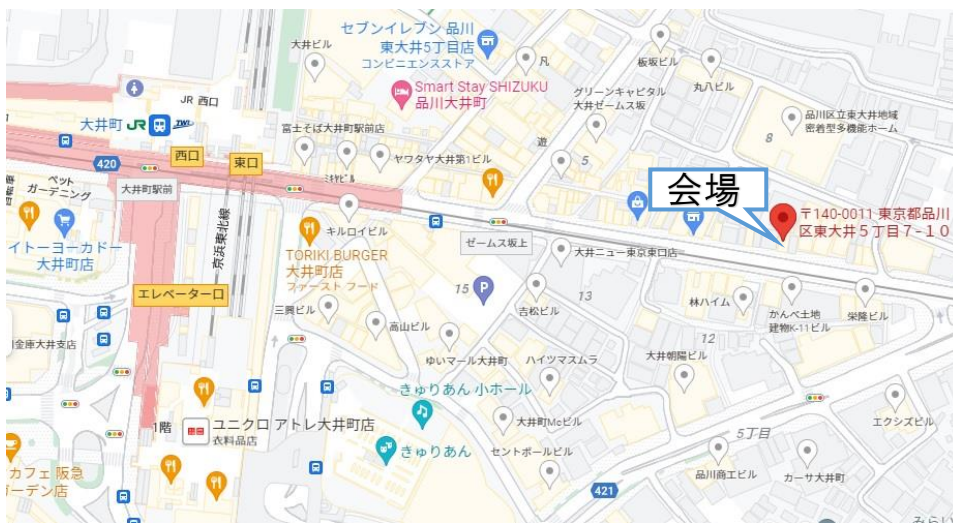 セブンイレブン 品川
東大井5丁目店
コンビニエンスストア
大井ビル
凡
板坂ビル
丸八ビル
Smart Stay SHIZUKU
品川大井町
グリーンキャピタル
大井ゼームス坂
品川区立東大井地域
密着型多機能ホーム
8
JR 西口
大井町 JR TWR
富士そば大井町駅前店
遊
5
ヤワタヤ大井第1ビル
西口
東口
420
ミヤビル
大井町駅前
ペット
ガーデニング
会場
〒140-0011 東京都品川
区東大井5丁目7-10
キルロイビル
ゼームス坂上
大井ニュー東京東口店
イトーヨーカドー
大井町店
京浜東北線
TORIKI BURGER
大井町店
ファースト フード
エレベーター口
15
P
13
吉松ビル
林ハイム
かんべ土地
建物K-11ビル
栄隆ビル
三興ビル
高山ビル
12
金庫大井支店
ゆいマール大井町
ハイツマスムラ
大井朝陽ビル
きゅりあん 小ホール
1階
ユニクロ アトレ大井町店
衣料品店
大井町Mcビル
エクシズビル
5丁目
きゅりあん
セントポールビル
カフェ 阪急
ガーデン店
品川商工ビル
カーサ大井町
421
みらい